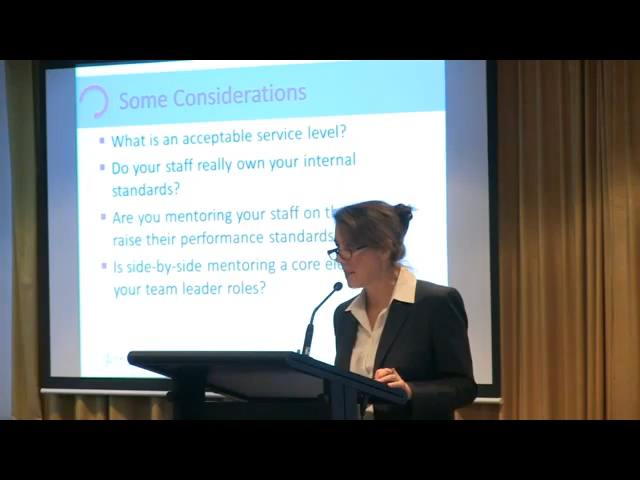 Some Considerations
What is an acceptable service level?
Do your staff really own your internal
standards?
Are you mentoring your staff on
raise their performance standards
Is side-by-side mentoring a core
your team leader roles?